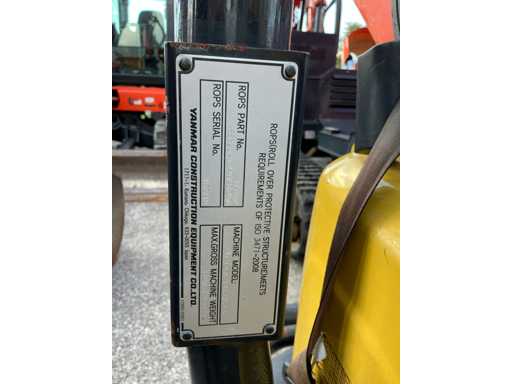 ROPS(ROLL OVER PROTECTIVE STRUCTURE)MEETS
REQUIREMENTS OF ISO 3471-2008
ROPS PART No.
MACHINE MODEL:
ROPS SERIAL No.
MAX.GROSS MACHINE WEIGHT
YANMAR CONSTRUCTION EQUIPMENT CO.,LTD.